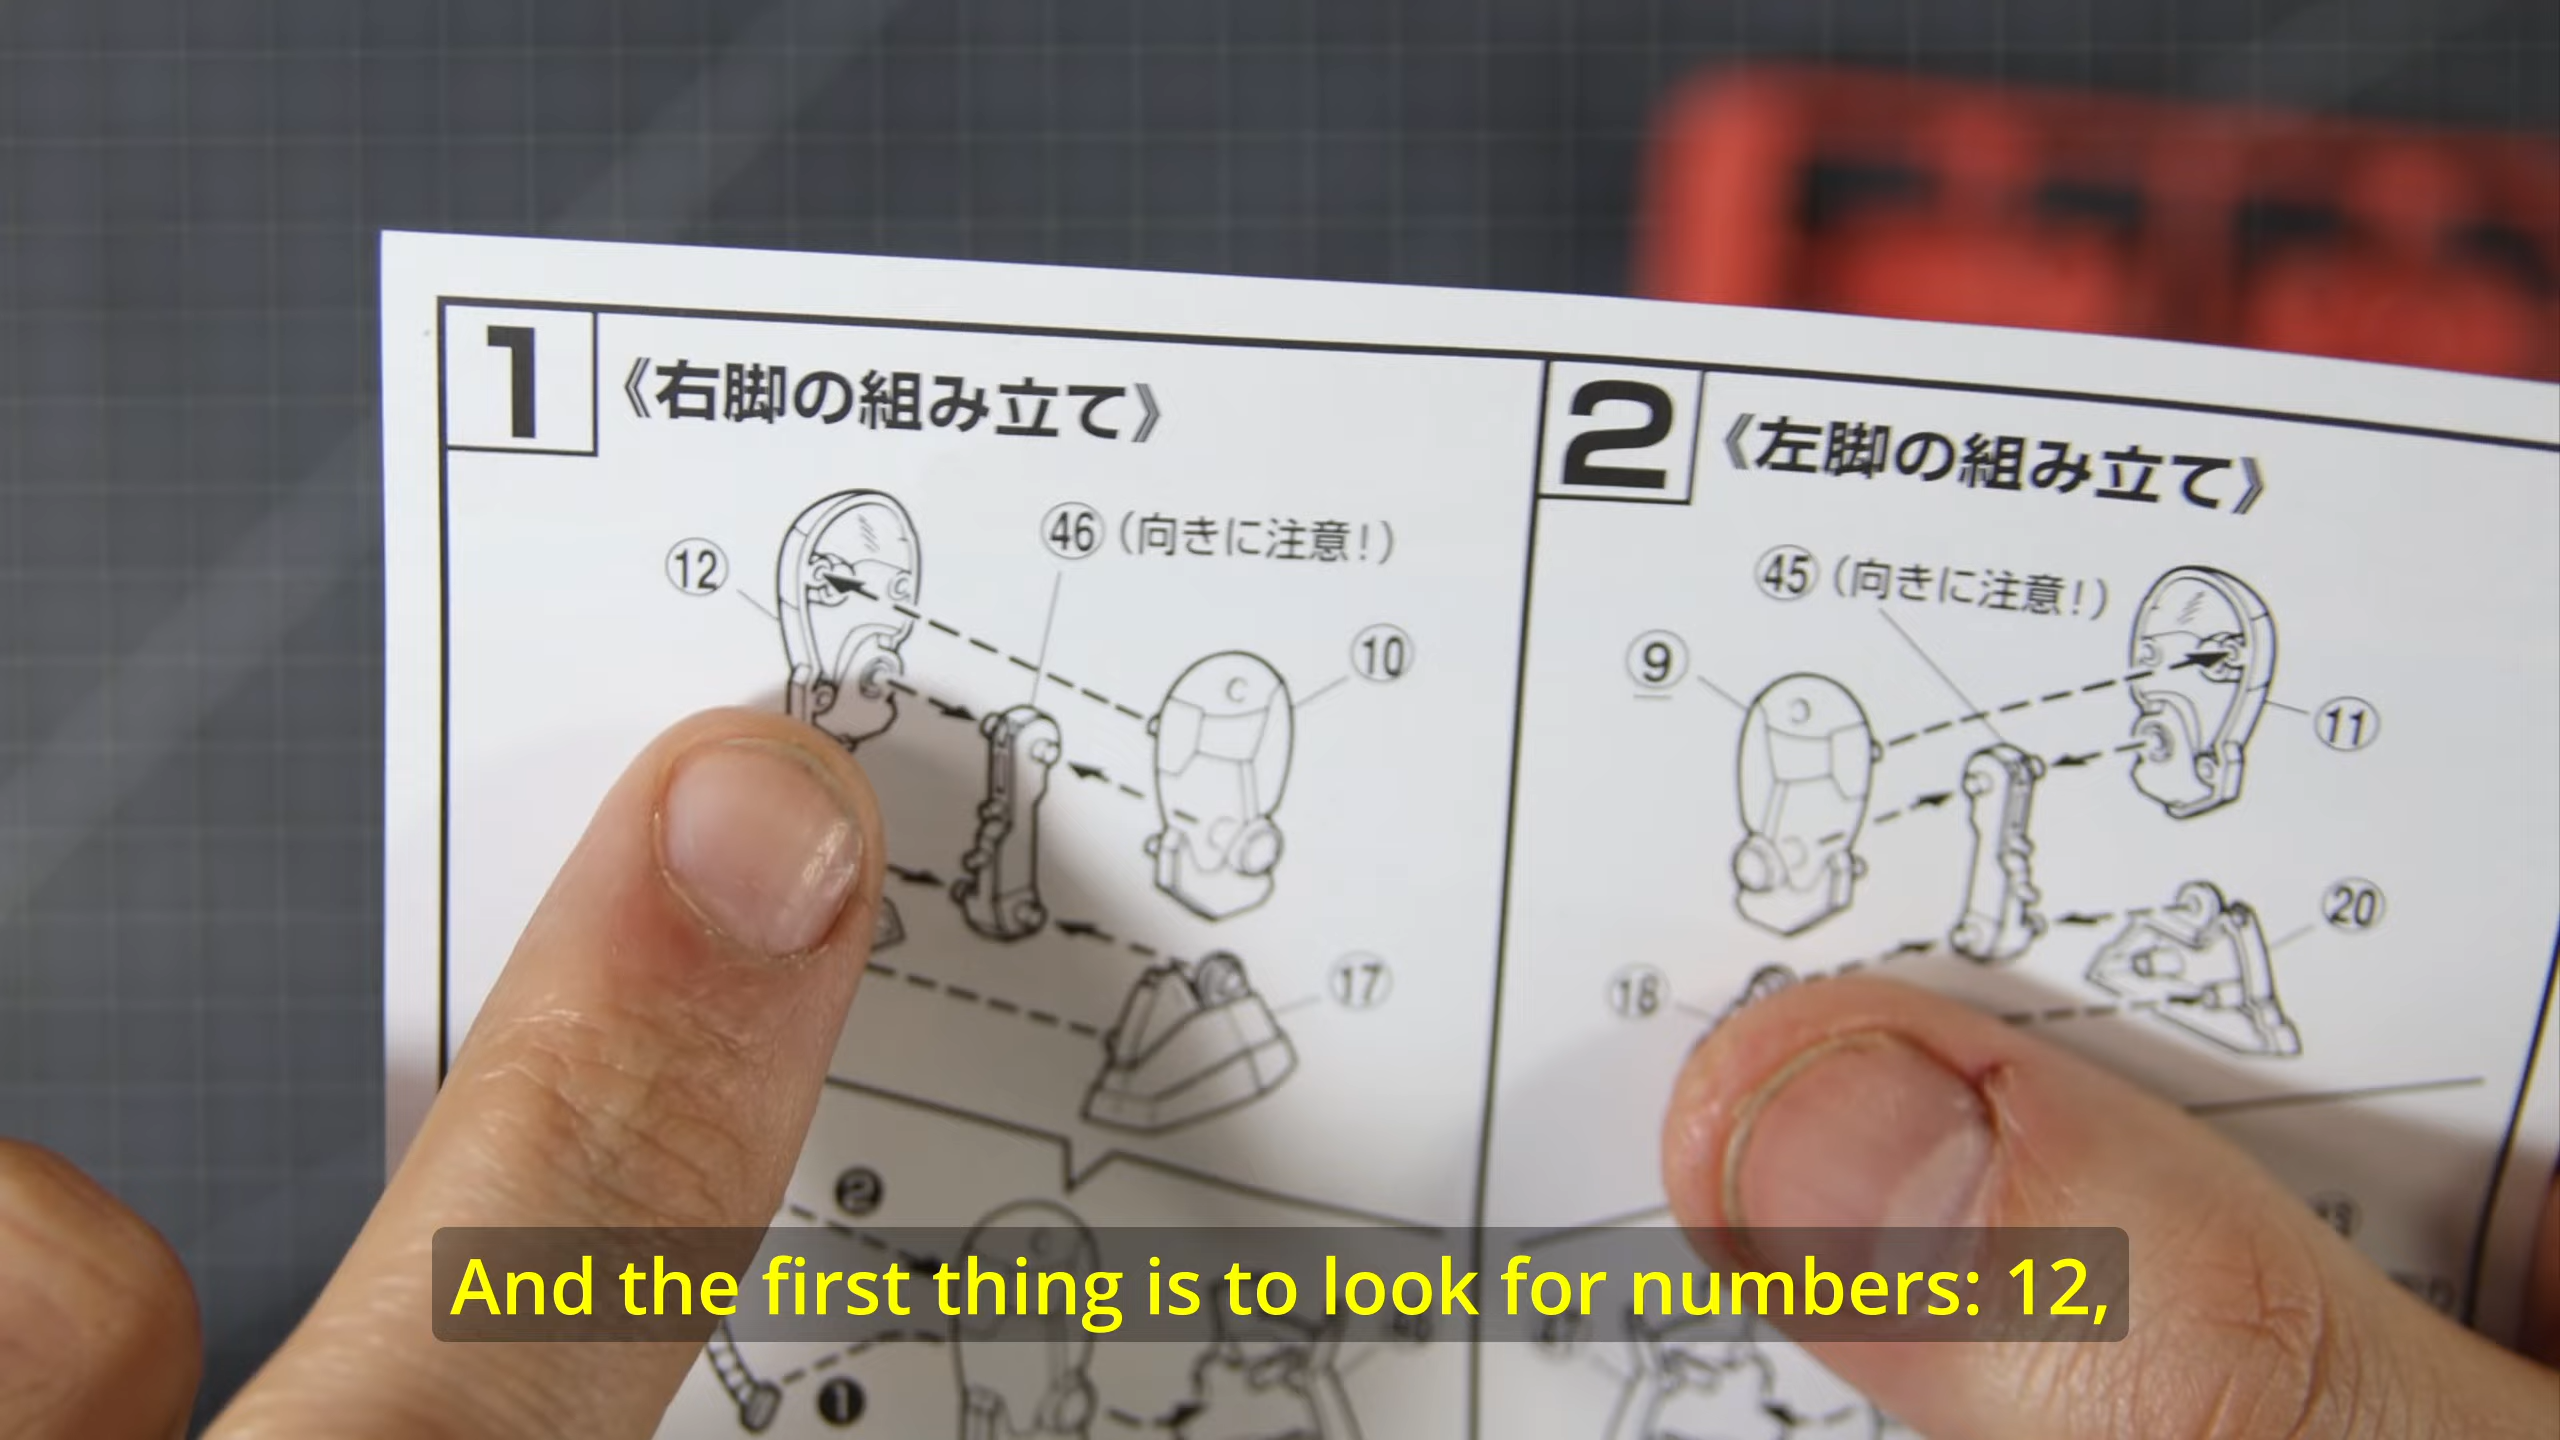 1 《右脚の組み立て》
12
46 (向きに注意!)
10
17
❷
❶
2 《左脚の組み立て》
45 (向きに注意!)
9
11
20
18
And the first thing is to look for numbers: 12,